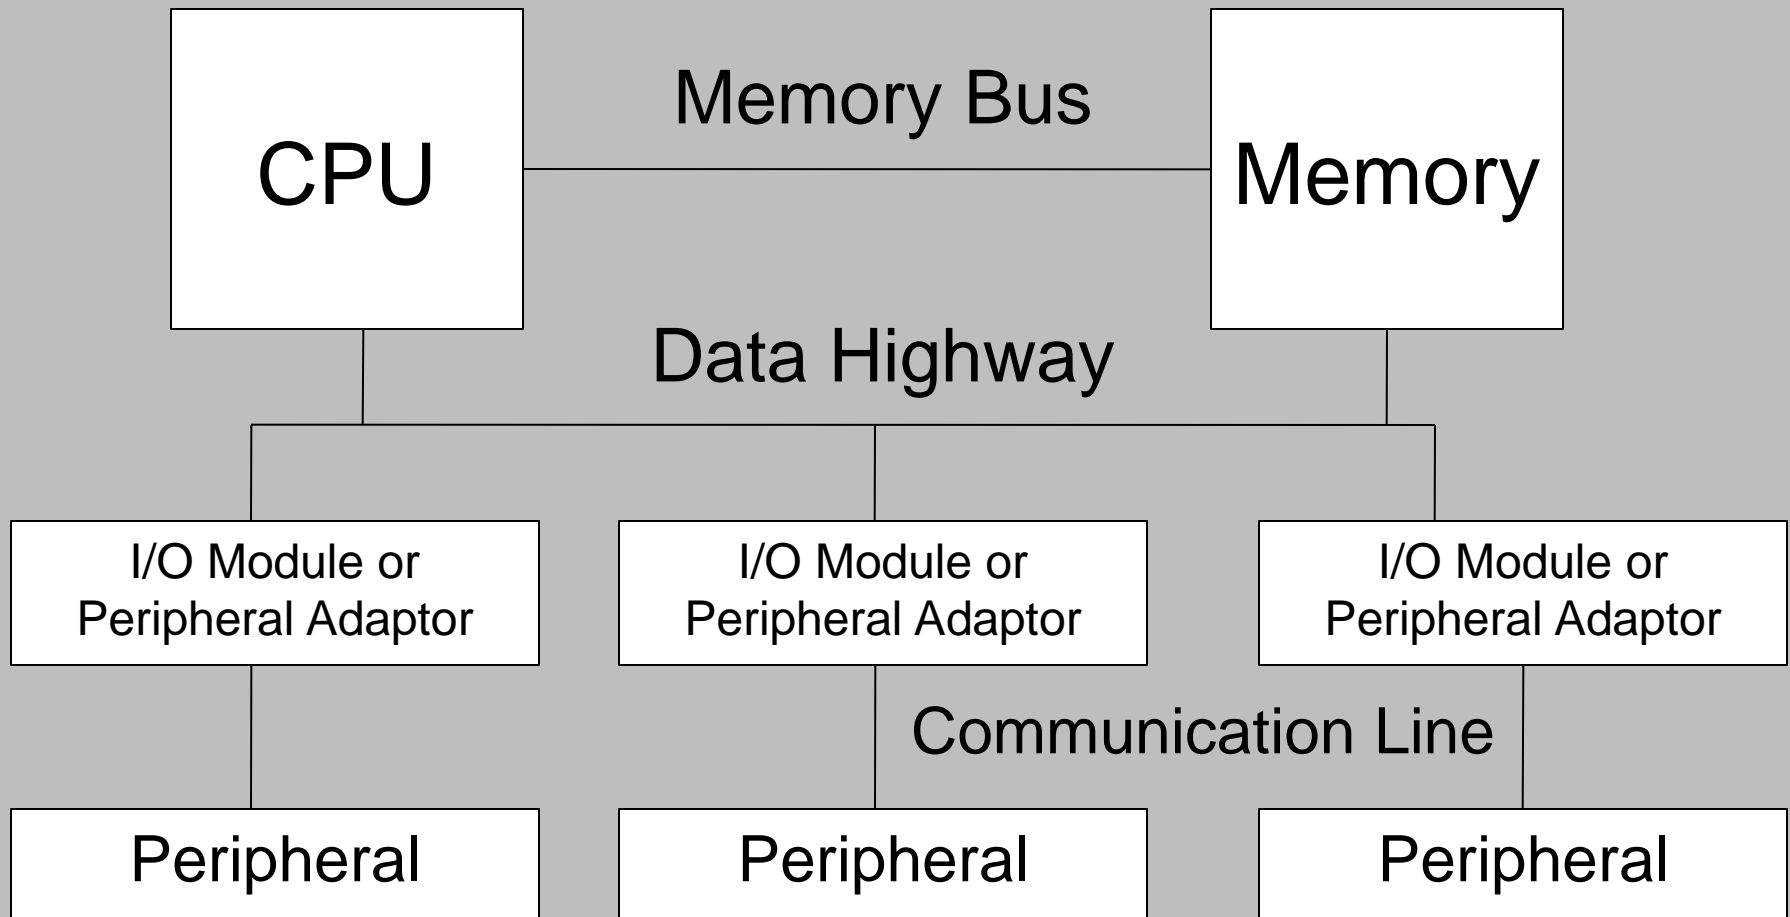 Memory Bus
CPU
Memory
Data Highway
I/O Module or
Peripheral Adaptor
I/O Module or
Peripheral Adaptor
I/O Module or
Peripheral Adaptor
Communication Line
Peripheral
Peripheral
Peripheral